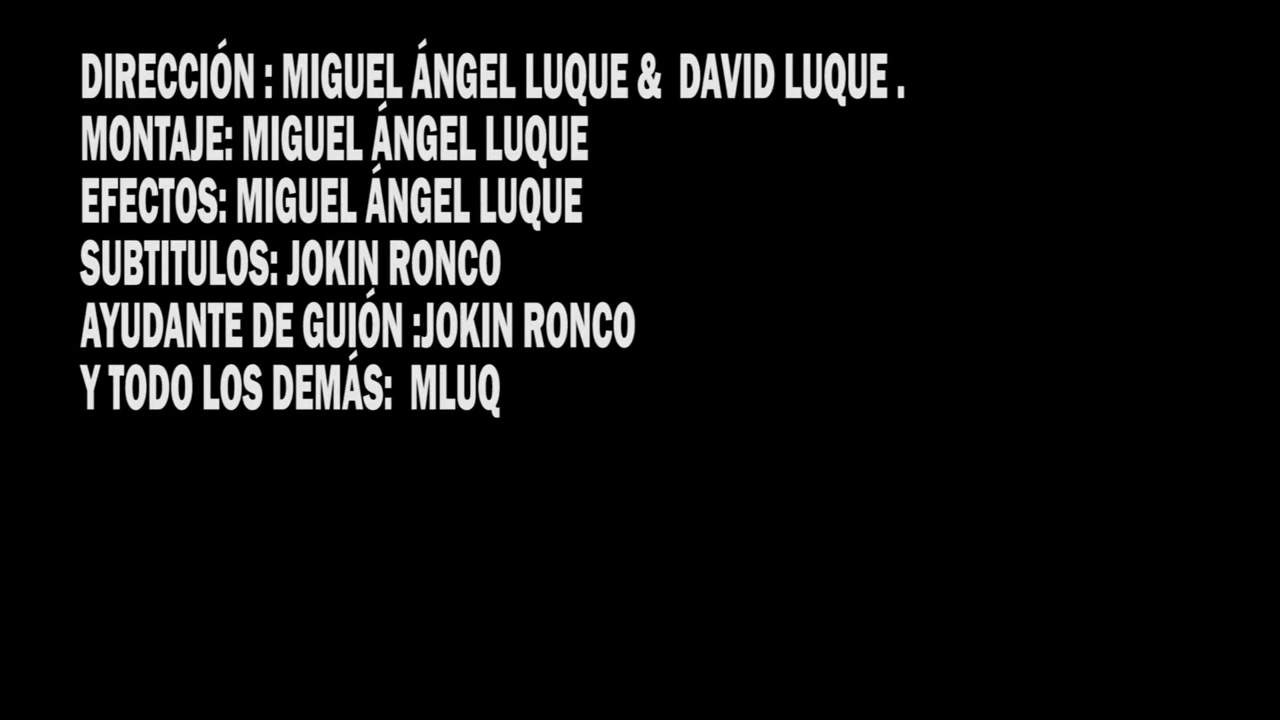 DIRECCIÓN : MIGUEL ÁNGEL LUQUE &  DAVID LUQUE .
MONTAJE: MIGUEL ÁNGEL LUQUE
EFECTOS: MIGUEL ÁNGEL LUQUE
SUBTITULOS: JOKIN RONCO
AYUDANTE DE GUIÓN :JOKIN RONCO
Y TODO LOS DEMÁS:  MLUQ